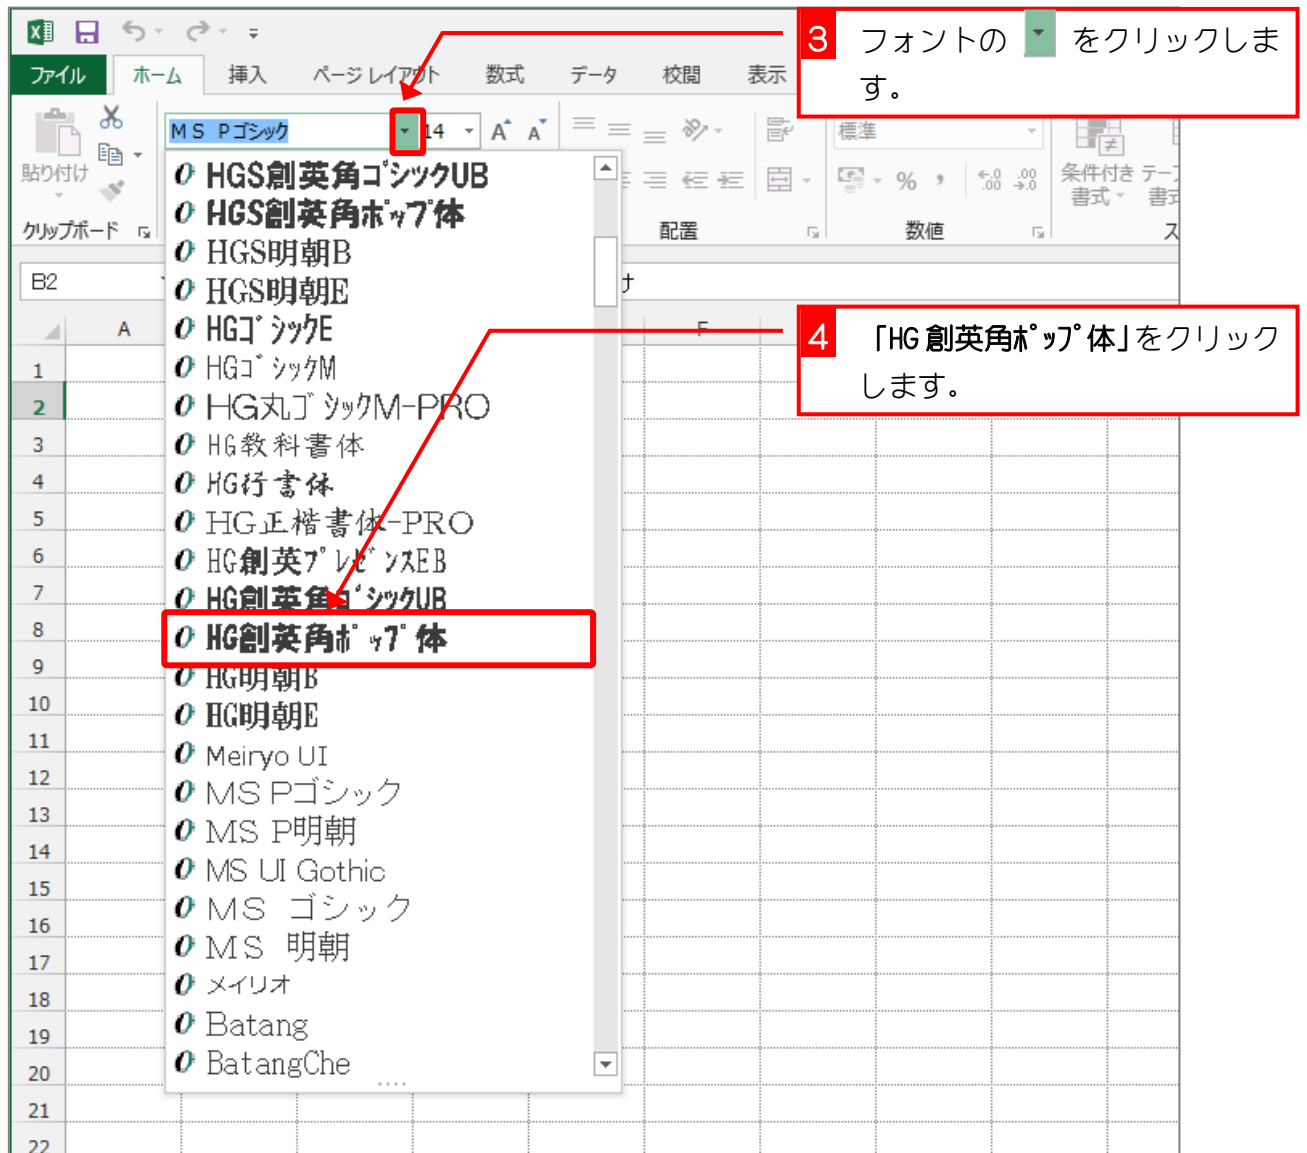 3 フォントの をクリックしま
す。
ファイル ホーム 挿入 ページ レイアウト 数式 データ 校閲 表示
ＭＳ Ｐゴシック 14 A A
標準
貼り付け
% , ←.0 .00 .00 →.0
条件付き
書式
クリップボード 配置 数値 ス
B2
A F
HGS創英角ｺﾞｼｯｸUB
HGS創英角ﾎﾟｯﾌﾟ体
HGS明朝B
HGS明朝E
HGｺﾞｼｯｸE
HGｺﾞｼｯｸM
HG丸ｺﾞｼｯｸM-PRO
HG教科書体
HG行書体
HG正楷書体-PRO
HG創英ﾌﾟﾚｾﾞﾝｽEB
HG創英角ｺﾞｼｯｸUB
HG創英角ﾎﾟｯﾌﾟ体
HG明朝B
HG明朝E
Meiryo UI
ＭＳ Ｐゴシック
ＭＳ Ｐ明朝
MS UI Gothic
ＭＳ ゴシック
ＭＳ 明朝
メイリオ
Batang
BatangChe
4 「HG 創英角ﾎﾟｯﾌﾟ体」をクリック
します。
1
2
3
4
5
6
7
8
9
10
11
12
13
14
15
16
17
18
19
20
21
22